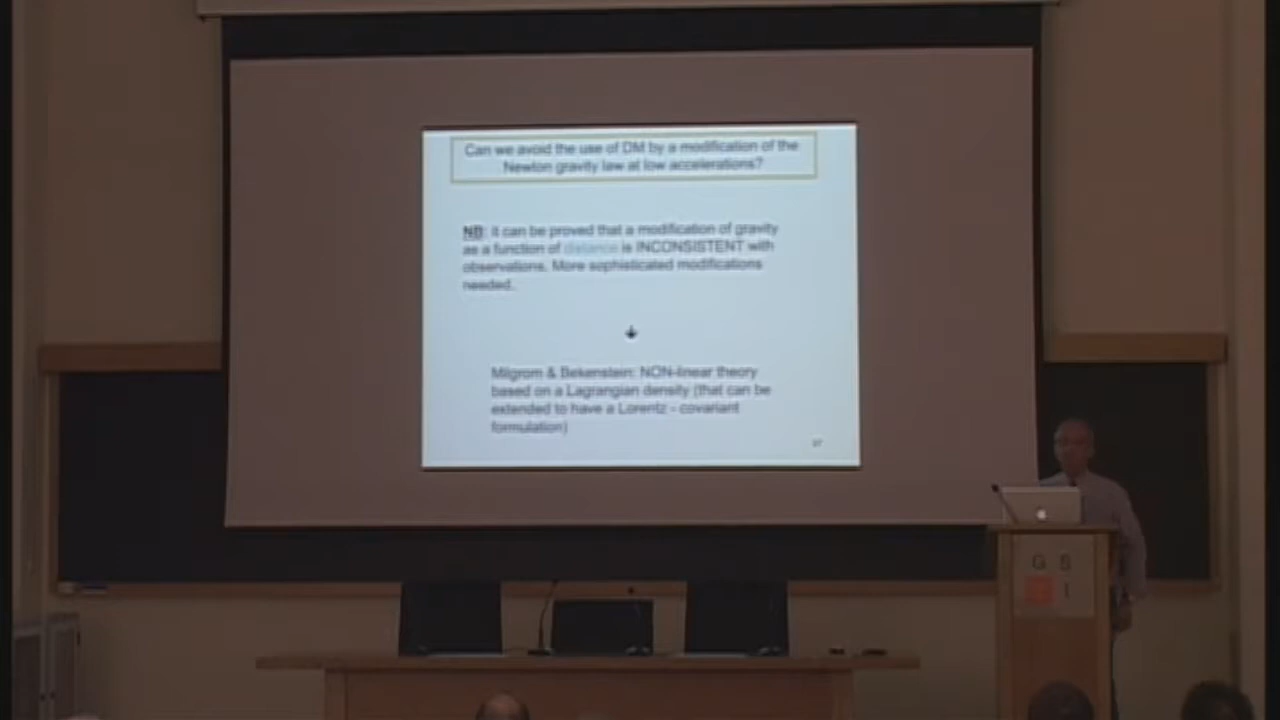 Can we avoid the use of DM by a modification of the
Newton gravity law at low accelerations?
NB: it can be proved that a modification of gravity
as a function of distance is INCONSISTENT with
observations. More sophisticated modifications
needed.
Milgrom & Bekenstein: NON-linear theory
based on a Lagrangian density (that can be
extended to have a Lorentz - covariant
formulation)
G S
I